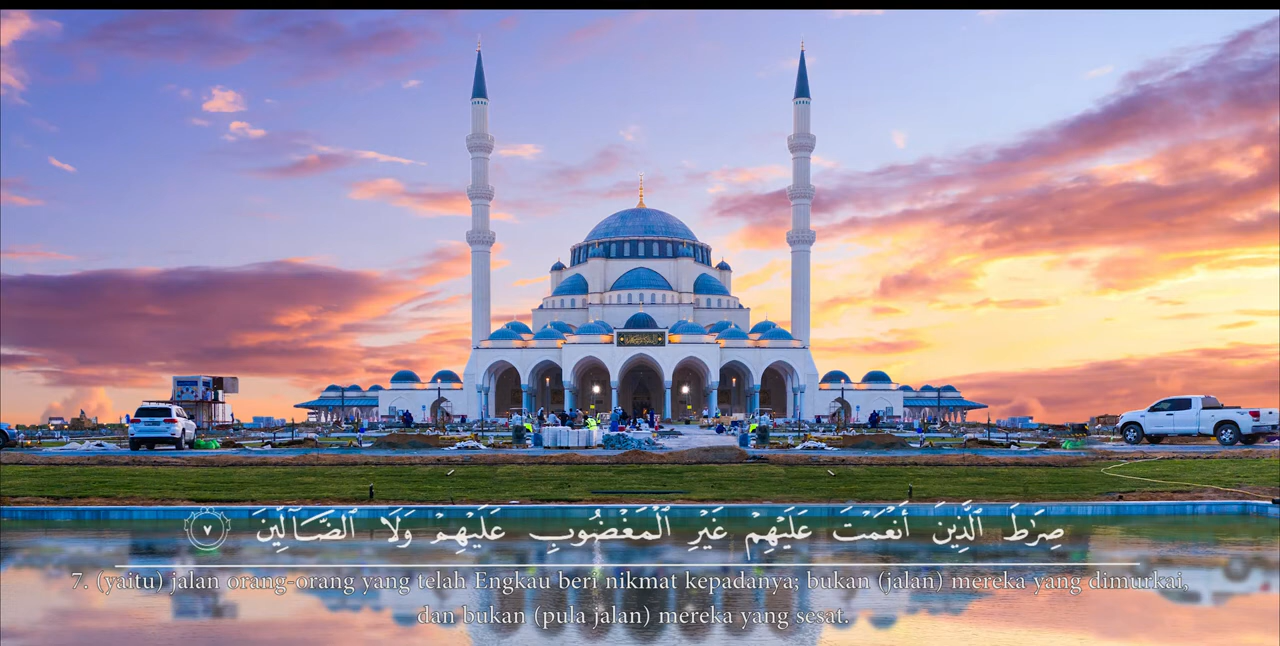 صِرَٰطَ ٱلَّذِينَ أَنْعَمْتَ عَلَيْهِمْ غَيْرِ ٱلْمَغْضُوبِ عَلَيْهِمْ وَلَا ٱلضَّآلِّينَ ٧
7. (yaitu) jalan orang-orang yang telah Engkau beri nikmat kepadanya; bukan (jalan) mereka yang dimurkai,
dan bukan (pula jalan) mereka yang sesat.